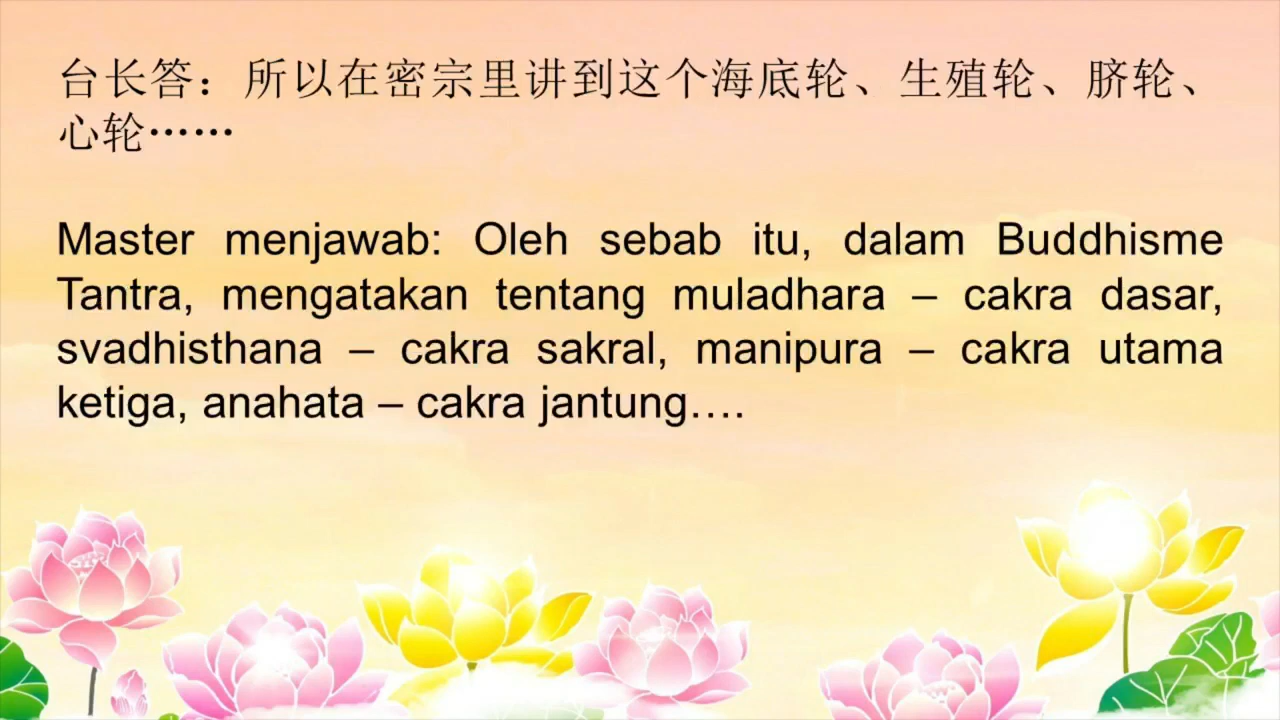 台长答：所以在密宗里讲到这个海底轮、生殖轮、脐轮、
心轮……
Master menjawab: Oleh sebab itu, dalam Buddhisme
Tantra, mengatakan tentang muladhara – cakra dasar,
svadhisthana – cakra sakral, manipura – cakra utama
ketiga, anahata – cakra jantung….